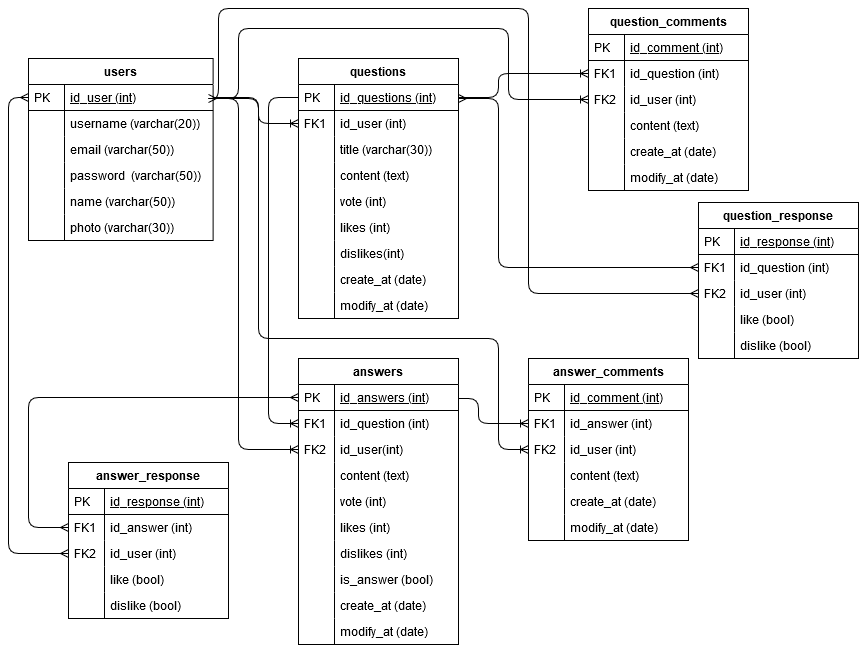 users
PK id_user (int)
username (varchar(20))
email (varchar(50))
password (varchar(50))
name (varchar(50))
photo (varchar(30))
questions
PK id_questions (int)
FK1 id_user (int)
title (varchar(30))
content (text)
vote (int)
likes (int)
dislikes(int)
create_at (date)
modify_at (date)
question_comments
PK id_comment (int)
FK1 id_question (int)
FK2 id_user (int)
content (text)
create_at (date)
modify_at (date)
question_response
PK id_response (int)
FK1 id_question (int)
FK2 id_user (int)
like (bool)
dislike (bool)
answers
PK id_answers (int)
FK1 id_question (int)
FK2 id_user(int)
content (text)
vote (int)
likes (int)
dislikes (int)
is_answer (bool)
create_at (date)
modify_at (date)
answer_comments
PK id_comment (int)
FK1 id_answer (int)
FK2 id_user (int)
content (text)
create_at (date)
modify_at (date)
answer_response
PK id_response (int)
FK1 id_answer (int)
FK2 id_user (int)
like (bool)
dislike (bool)